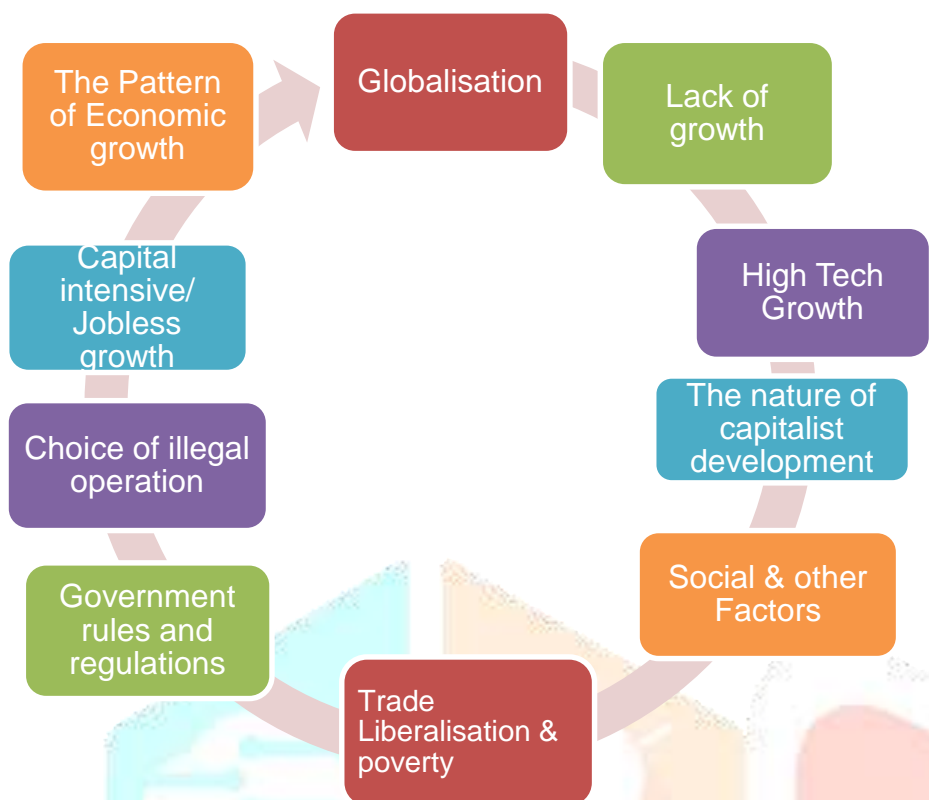 Globalisation
Lack of
growth
High Tech
Growth
The nature of
capitalist
development
Social & other
Factors
Trade
Liberalisation &
poverty
Government
rules and
regulations
Choice of illegal
operation
Capital
intensive/
Jobless
growth
The Pattern
of Economic
growth